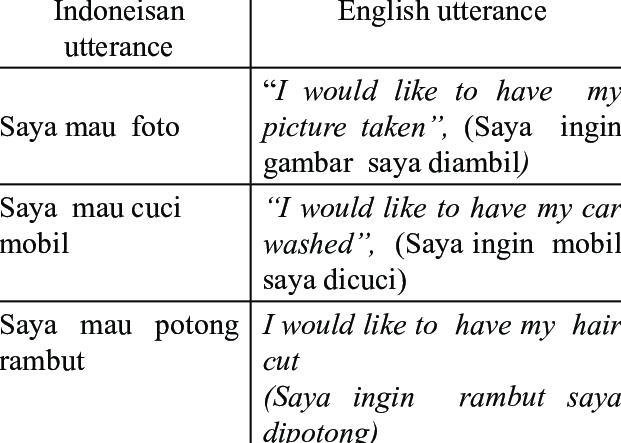 Indoneisan
utterance
English utterance
Saya mau foto
“I would like to have my
picture taken”, (Saya ingin
gambar saya diambil)
Saya mau cuci
mobil
“I would like to have my car
washed”, (Saya ingin mobil
saya dicuci)
Saya mau potong
rambut
I would like to have my hair
cut
(Saya ingin rambut saya
dipotong)